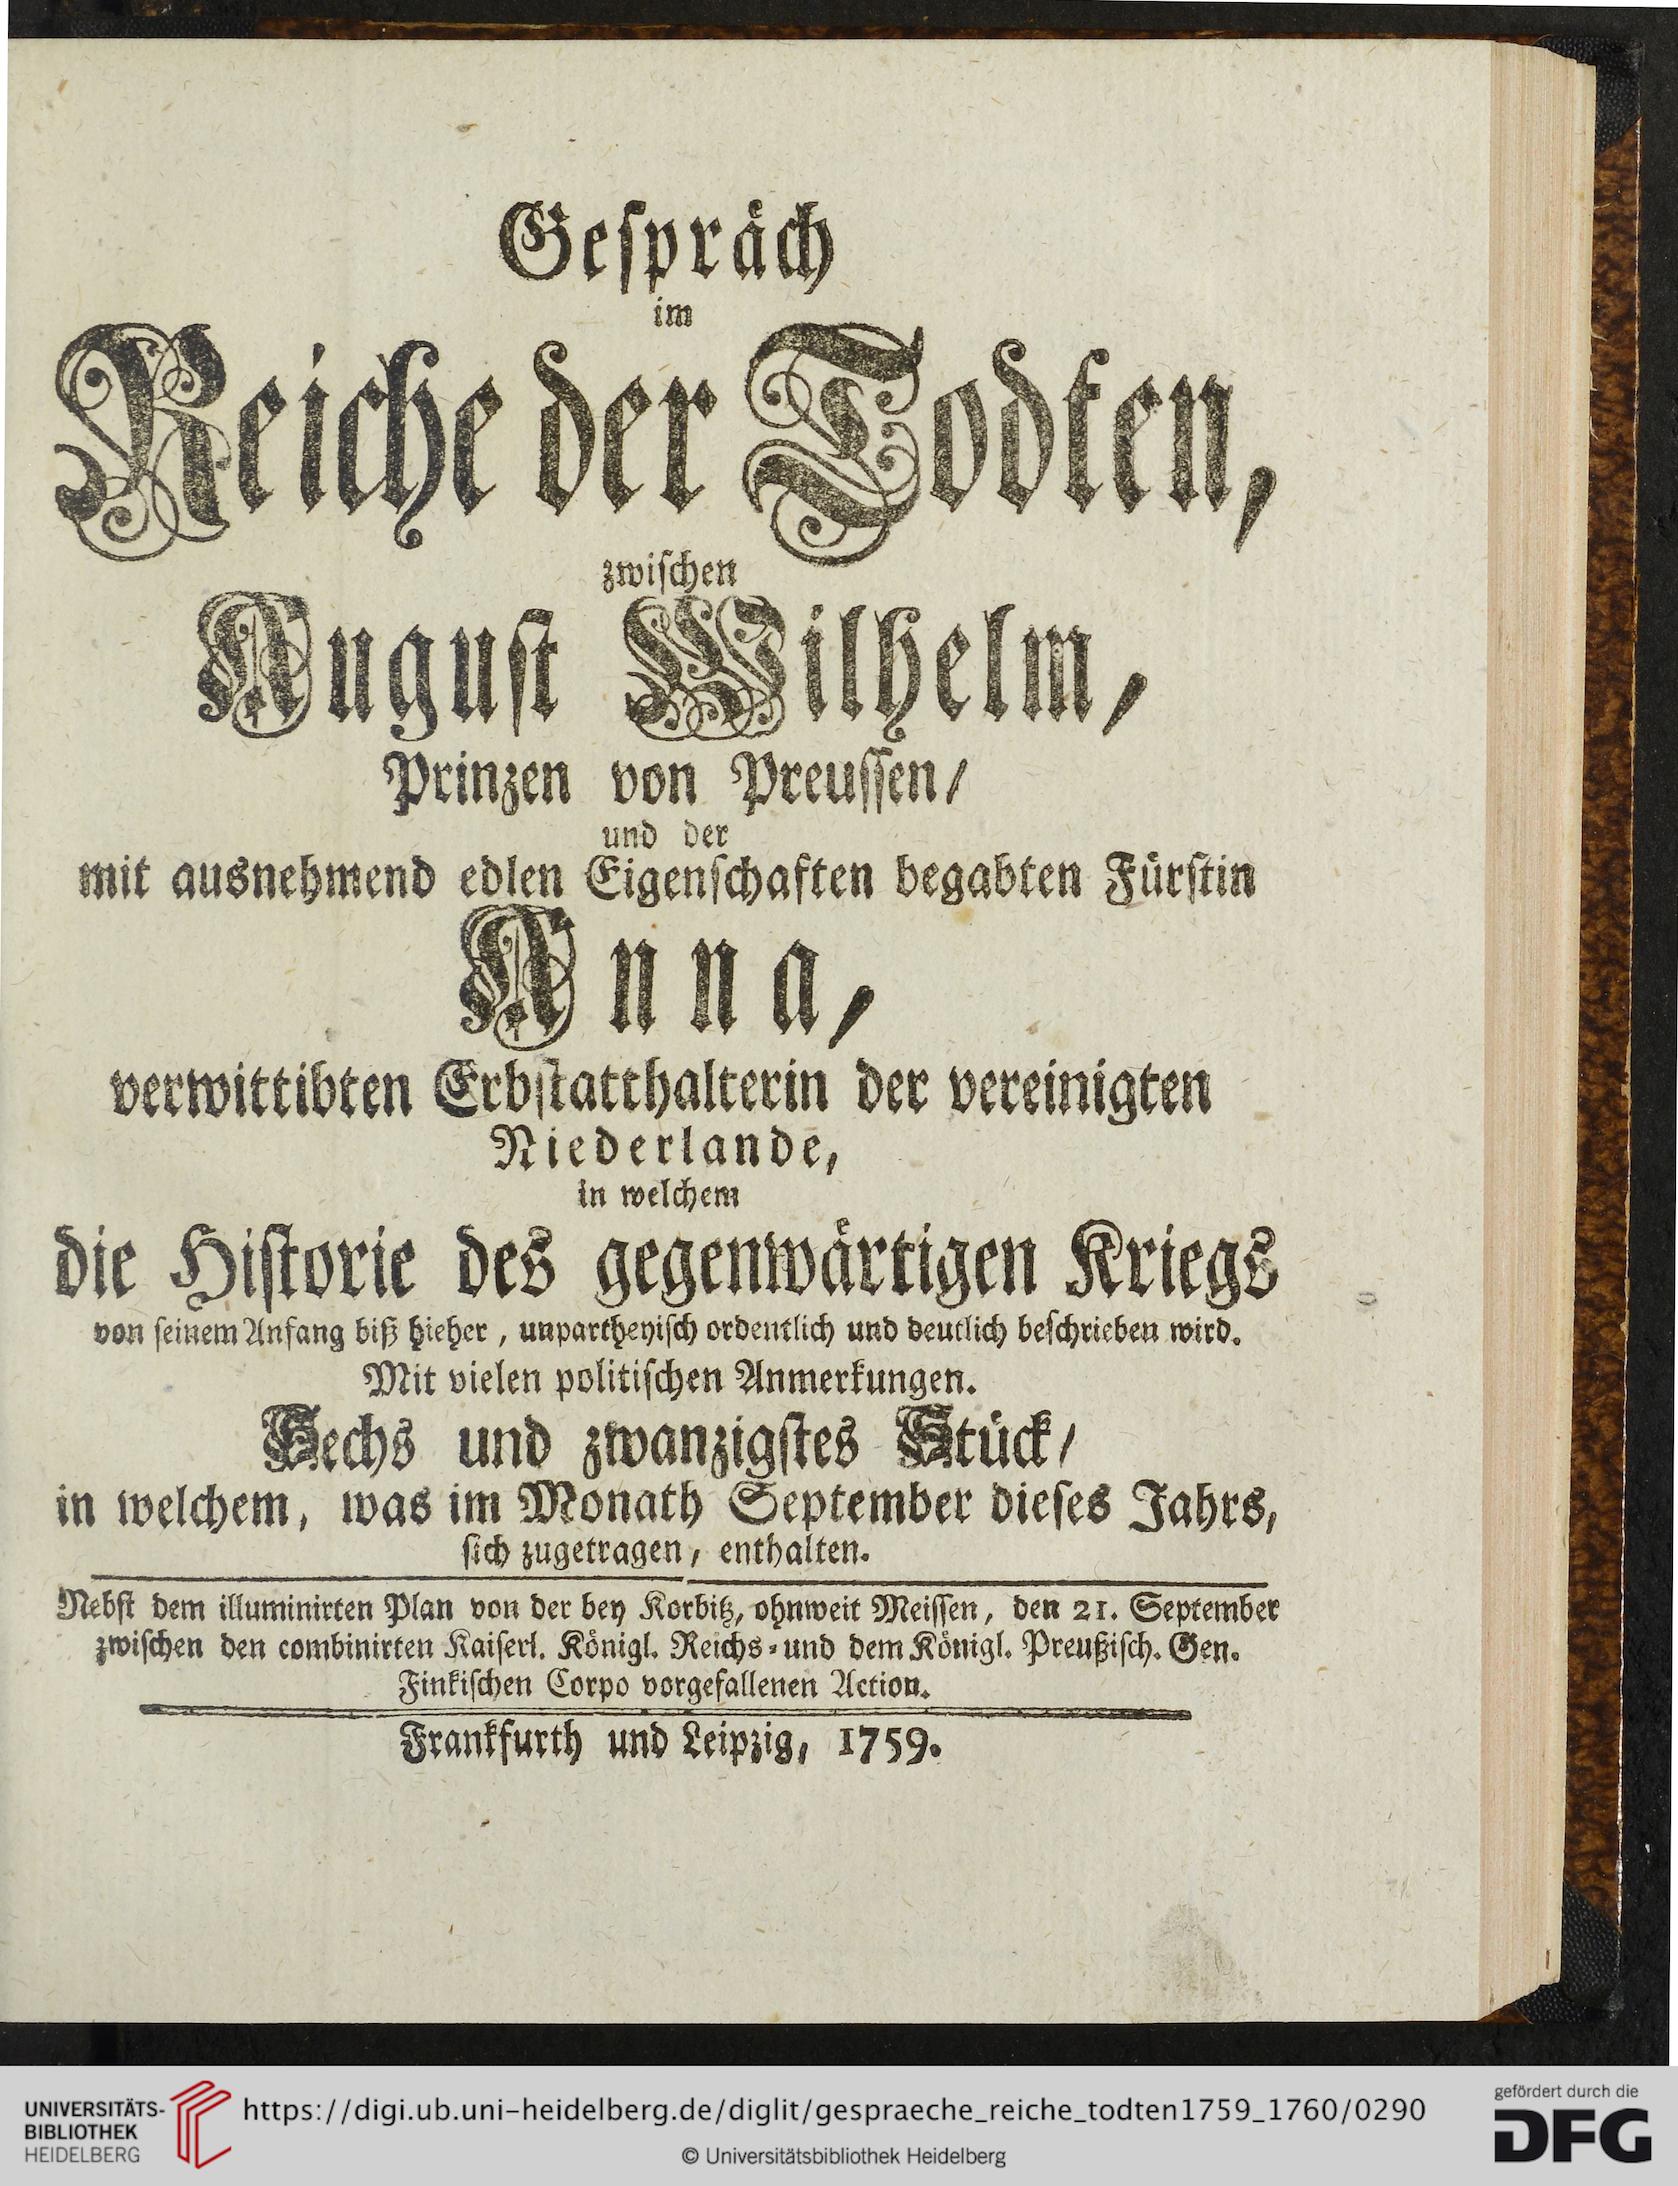 Gespräch
im
Reiche der Todten,
zwischen
August Wilhelm,
Prinzen von Preussen/
und der
mit ausnehmend edlen Eigenschaften begabten Fürstin
Anna,
verwittibten Erbstatthalterin der vereinigten
Niederlande,
in welchem
die Historie des gegenwärtigen Kriegs
von seinem Anfang biß hieher, unpartheyisch ordentlich und deutlich beschrieben wird.
Mit vielen politischen Anmerkungen.
Sechs und zwanzigstes Stück/
in welchem, was im Monath September dieses Jahrs,
sich zugetragen, enthalten.
Nebst dem illuminirten Plan von der bey Korbitz, ohnweit Meissen, den 21. September
zwischen den combinirten Kaiserl. Königl. Reichs-und dem Königl. Preußisch. Gen.
Finkischen Corpo vorgefallenen Action.
Frankfurth und Leipzig, 1759.
UNIVERSITÄTS-
BIBLIOTHEK
HEIDELBERG
https://digi.ub.uni-heidelberg.de/diglit/gespraeche_reiche_todten1759_1760/0290
© Universitätsbibliothek Heidelberg
gefördert durch die
DFG